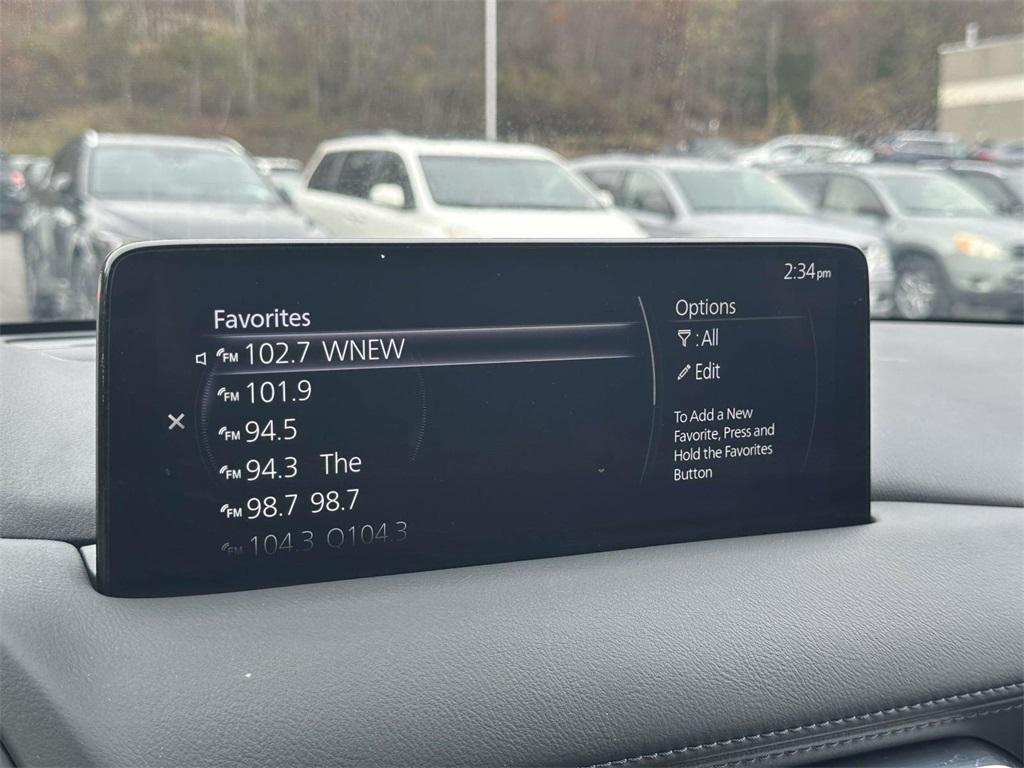 2:34pm
Favorites
FM 102.7 WNEW
FM 101.9
FM 94.5
FM 94.3 The
FM 98.7 98.7
FM 104.3 Q104.3
Options
: All
Edit
To Add a New
Favorite, Press and
Hold the Favorites
Button